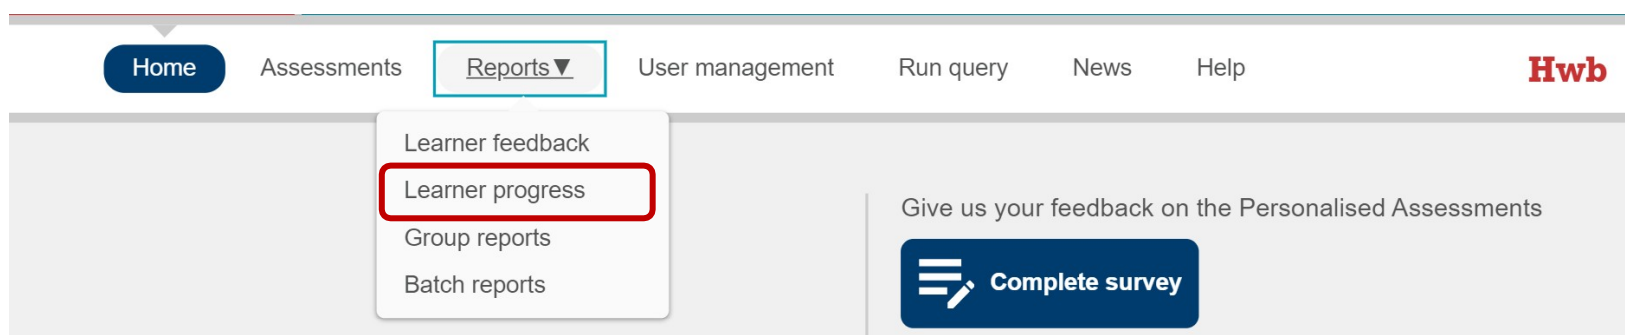 Home Assessments Reports▼ User management Run query News Help Hwb
Learner feedback
Learner progress
Group reports
Batch reports
Give us your feedback on the Personalised Assessments
Complete survey